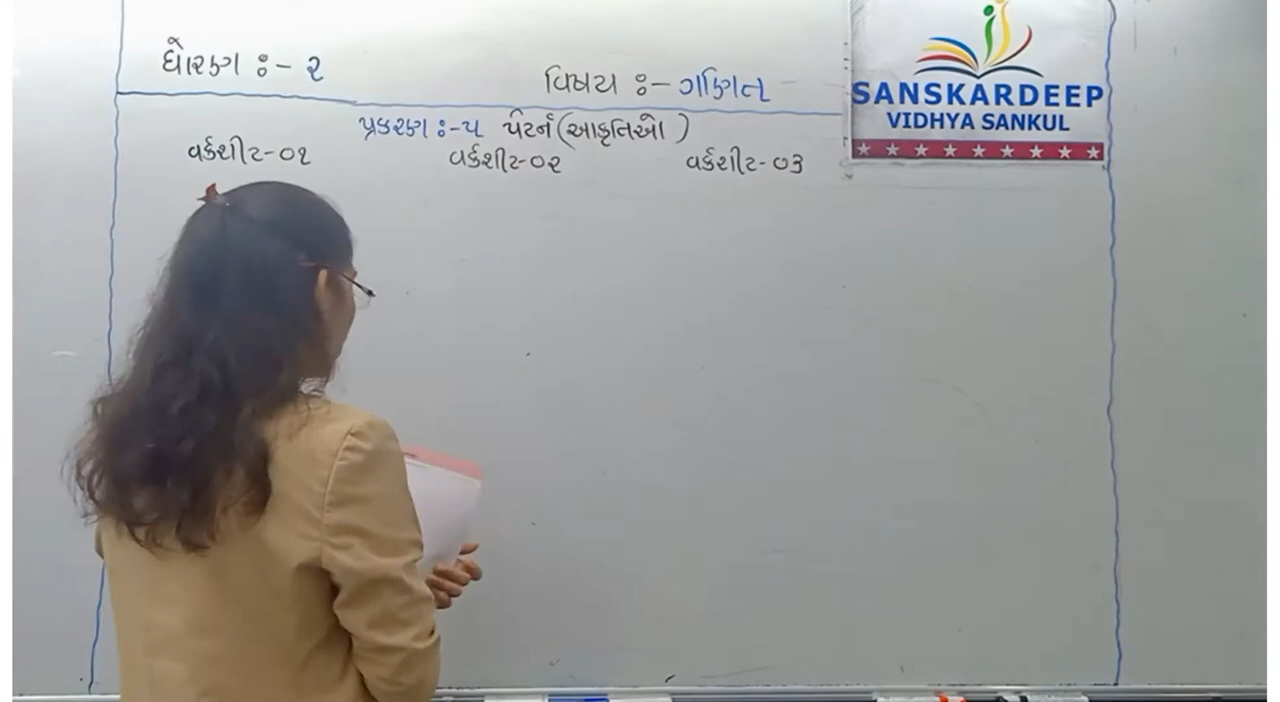 ધોરણ :- ૨
વિષય :- ગણિત
પ્રકરણ :- ૫ પેટર્ન (આકૃતિઓ)
વર્કશીટ-૦૧ વર્કશીટ-૦૨ વર્કશીટ-૦૩
SANSKARDEEP
VIDHYA SANKUL